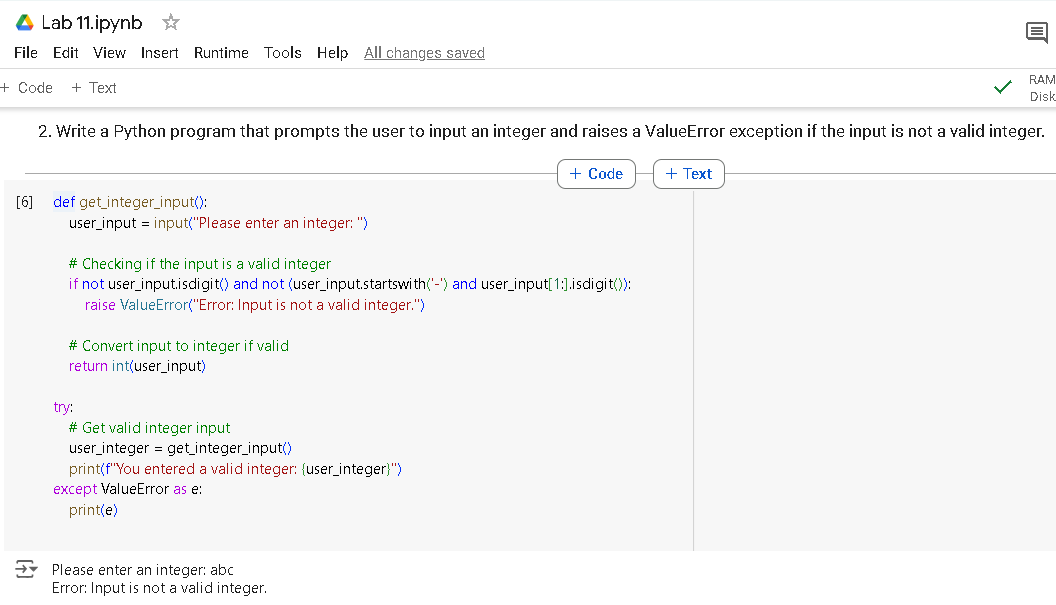 Lab 11.ipynb
File Edit View Insert Runtime Tools Help All changes saved
+ Code + Text
RAM
Disk
2. Write a Python program that prompts the user to input an integer and raises a ValueError exception if the input is not a valid integer.
+ Code + Text
[6] def get_integer_input():
    user_input = input("Please enter an integer: ")
    # Checking if the input is a valid integer
    if not user_input.isdigit() and not (user_input.startswith('-') and user_input[1:].isdigit()):
        raise ValueError("Error: Input is not a valid integer.")
    # Convert input to integer if valid
    return int(user_input)
try:
    # Get valid integer input
    user_integer = get_integer_input()
    print(f"You entered a valid integer: {user_integer}")
except ValueError as e:
    print(e)
Please enter an integer: abc
Error: Input is not a valid integer.